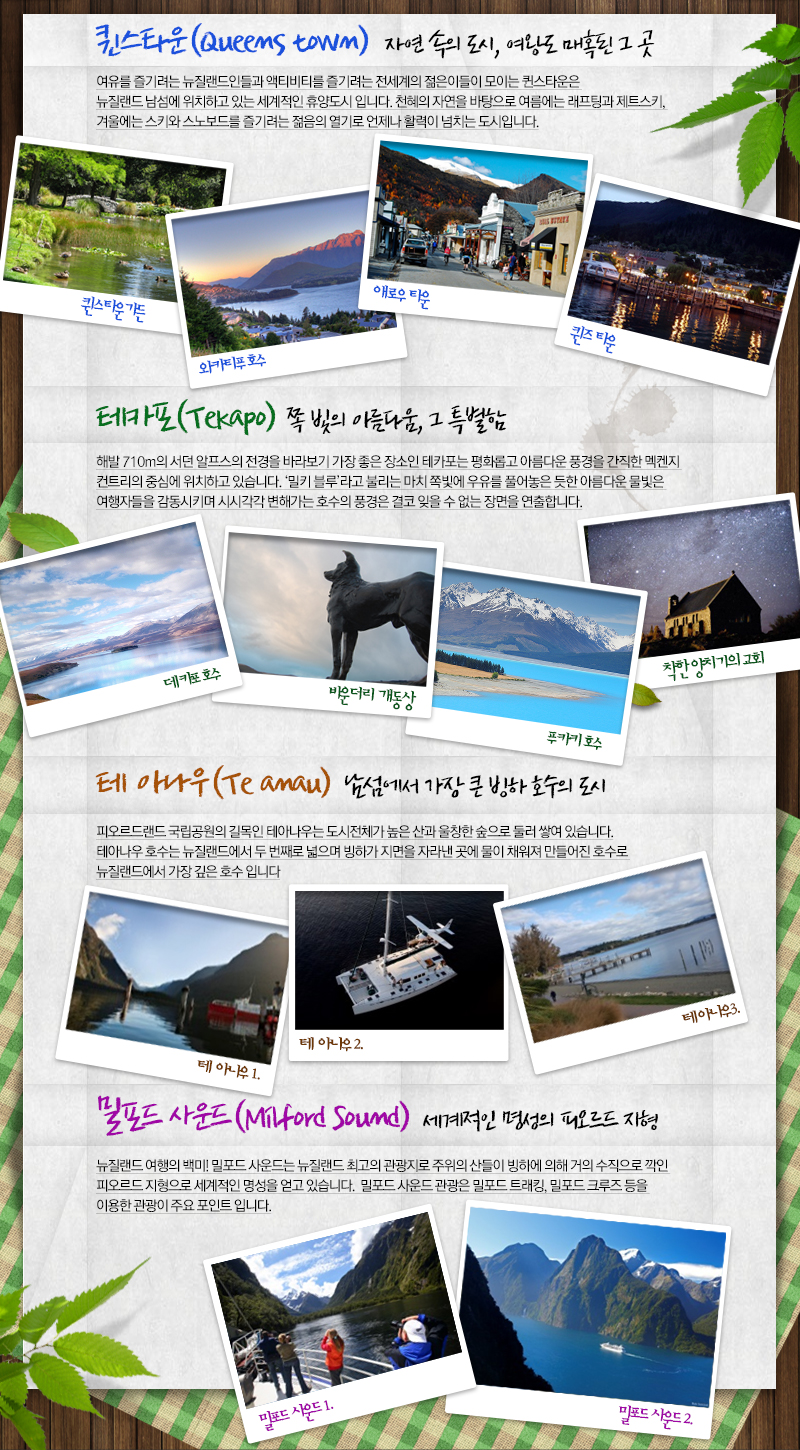 퀸스타운(Queens town) 자연 속의 도시, 여왕도 매혹된 그 곳
여유를 즐기려는 뉴질랜드인들과 액티비티를 즐기려는 전세계의 젊은이들이 모이는 퀸스타운은
뉴질랜드 남섬에 위치하고 있는 세계적인 휴양도시 입니다. 천혜의 자연을 바탕으로 여름에는 래프팅과 제트스키,
겨울에는 스키와 스노보드를 즐기려는 젊음의 열기로 언제나 활력이 넘치는 도시입니다.
퀸스타운가든
와카티푸호수
애로우 타운
퀸즈 타운
테카포(Tekapo) 쪽 빛의 아름다움, 그 특별함
해발 710m의 서던 알프스의 전경을 바라보기 가장 좋은 장소인 테카포는 평화롭고 아름다운 풍경을 간직한 멕켄지
컨트리의 중심에 위치하고 있습니다. '밀키 블루'라고 불리는 마치 쪽빛에 우유를 풀어놓은 듯한 아름다운 물빛은
여행자들을 감동시키며 시시각각 변해가는 호수의 풍경은 결코 잊을 수 없는 장면을 연출합니다.
데카포호수
바운더리 개동상
푸카키 호수
착한 양치기의 교회
테 아나우(Te anau) 남섬에서 가장 큰 빙하 호수의 도시
피오르드랜드 국립공원의 길목인 테아나우는 도시전체가 높은 산과 울창한 숲으로 둘러 쌓여 있습니다.
테아나우 호수는 뉴질랜드에서 두 번째로 넓으며 빙하가 지면을 자라낸 곳에 물이 채워져 만들어진 호수로
뉴질랜드에서 가장 깊은 호수 입니다
테 아나우 1.
테 아나우 2.
테 아나우3.
밀포드 사운드(Milford Sound) 세계적인 명성의 피오르드 지형
뉴질랜드 여행의 백미! 밀포드 사운드는 뉴질랜드 최고의 관광지로 주위의 산들이 빙하에 의해 거의 수직으로 깍인
피오르드 지형으로 세계적인 명성을 얻고 있습니다. 밀포드 사운드 관광은 밀포드 트래킹, 밀포드 크루즈 등을
이용한 관광이 주요 포인트 입니다.
밀포드 사운드 1.
밀포드 사운드 2.